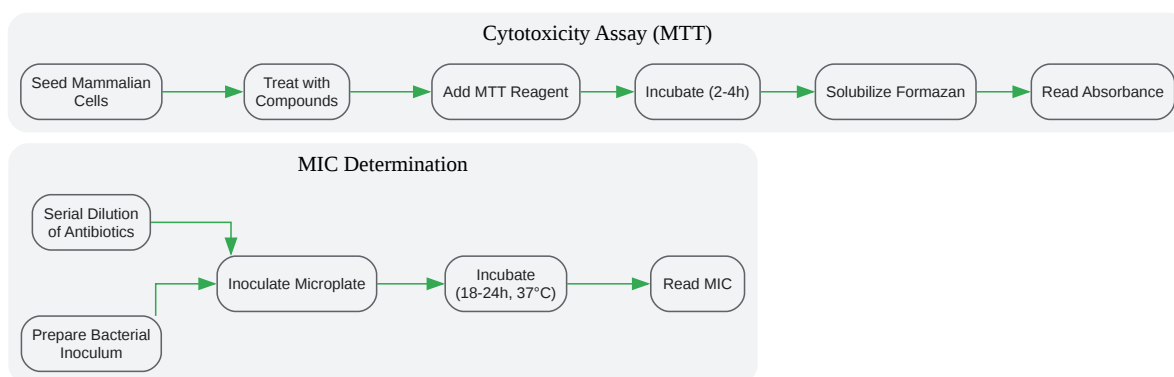 Cytotoxicity Assay (MTT)
Seed Mammalian
Cells
Treat with
Compounds
Add MTT Reagent
Incubate (2-4h)
Solubilize Formazan
Read Absorbance
MIC Determination
Serial Dilution
of Antibiotics
Prepare Bacterial
Inoculum
Inoculate Microplate
Incubate
(18-24h, 37°C)
Read MIC